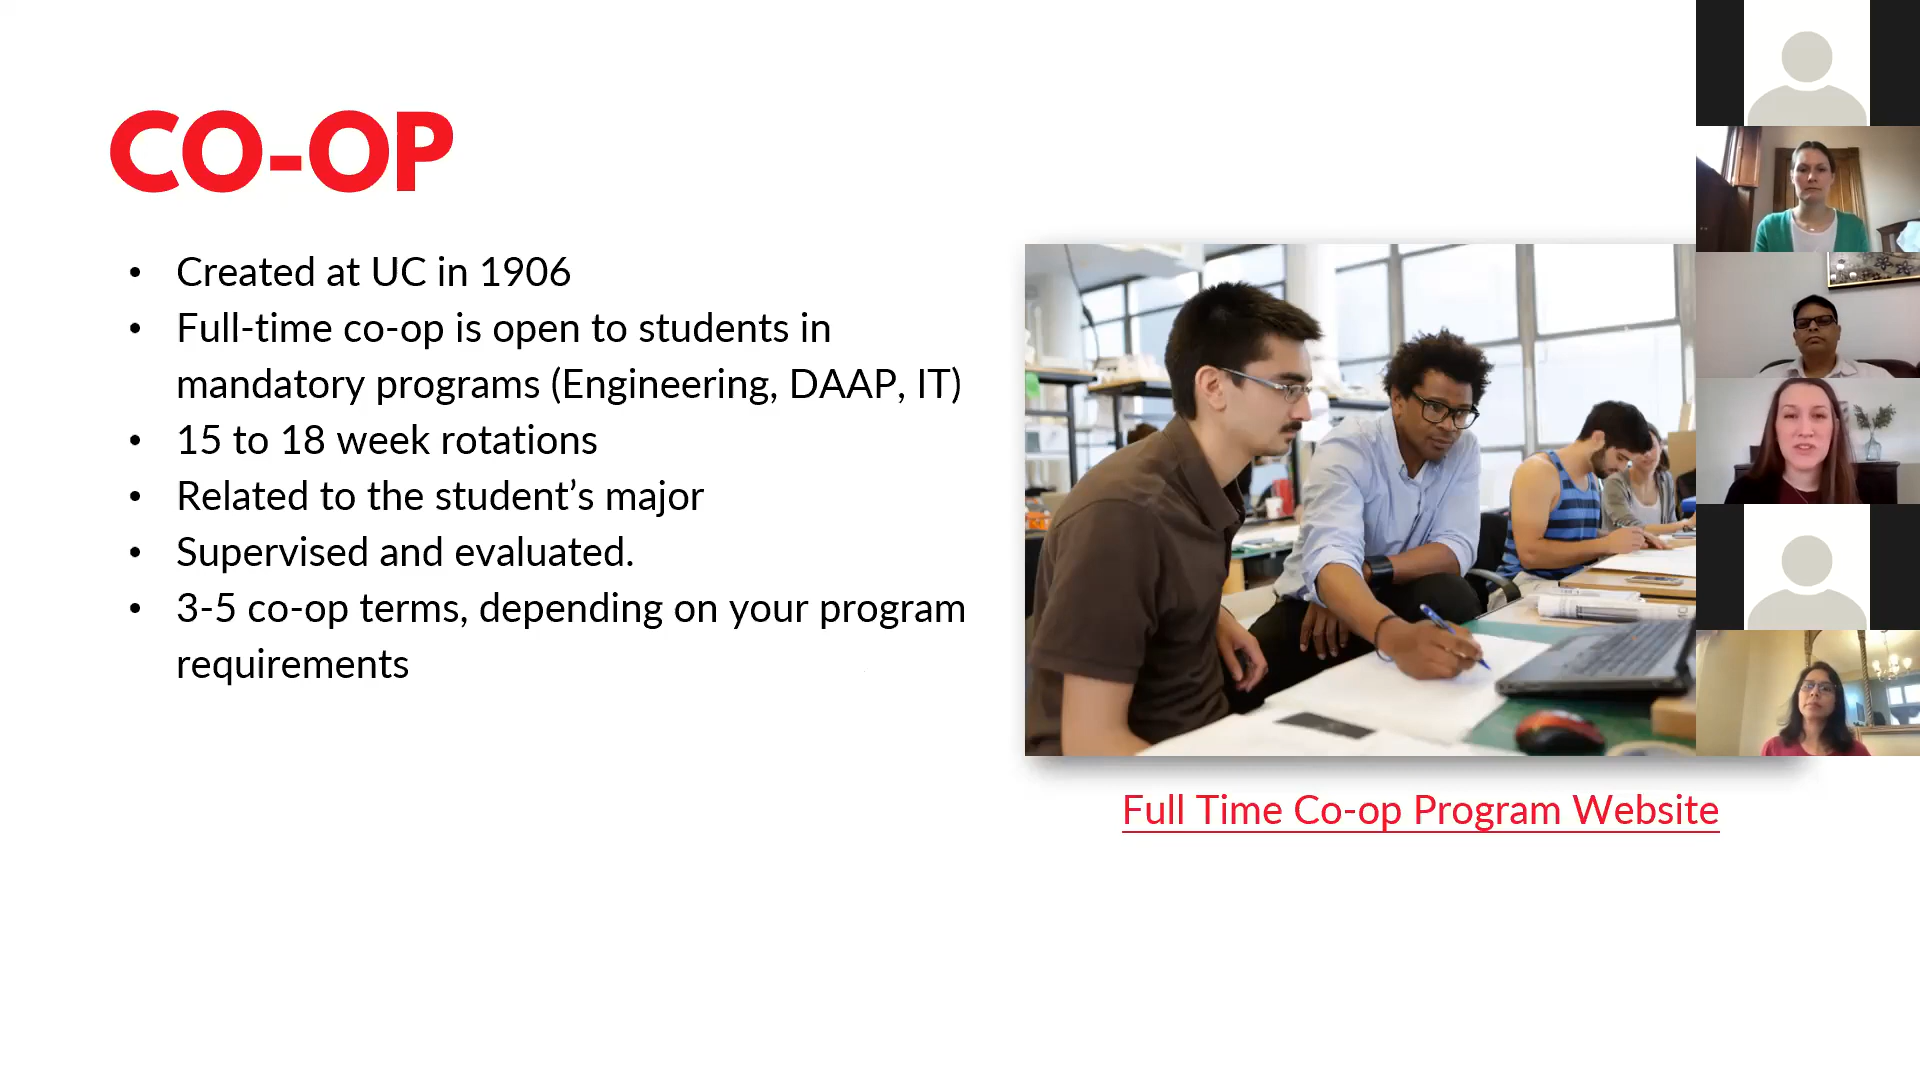 CO-OP
• Created at UC in 1906
• Full-time co-op is open to students in
mandatory programs (Engineering, DAAP, IT)
• 15 to 18 week rotations
• Related to the student’s major
• Supervised and evaluated.
• 3-5 co-op terms, depending on your program
requirements
Full Time Co-op Program Website